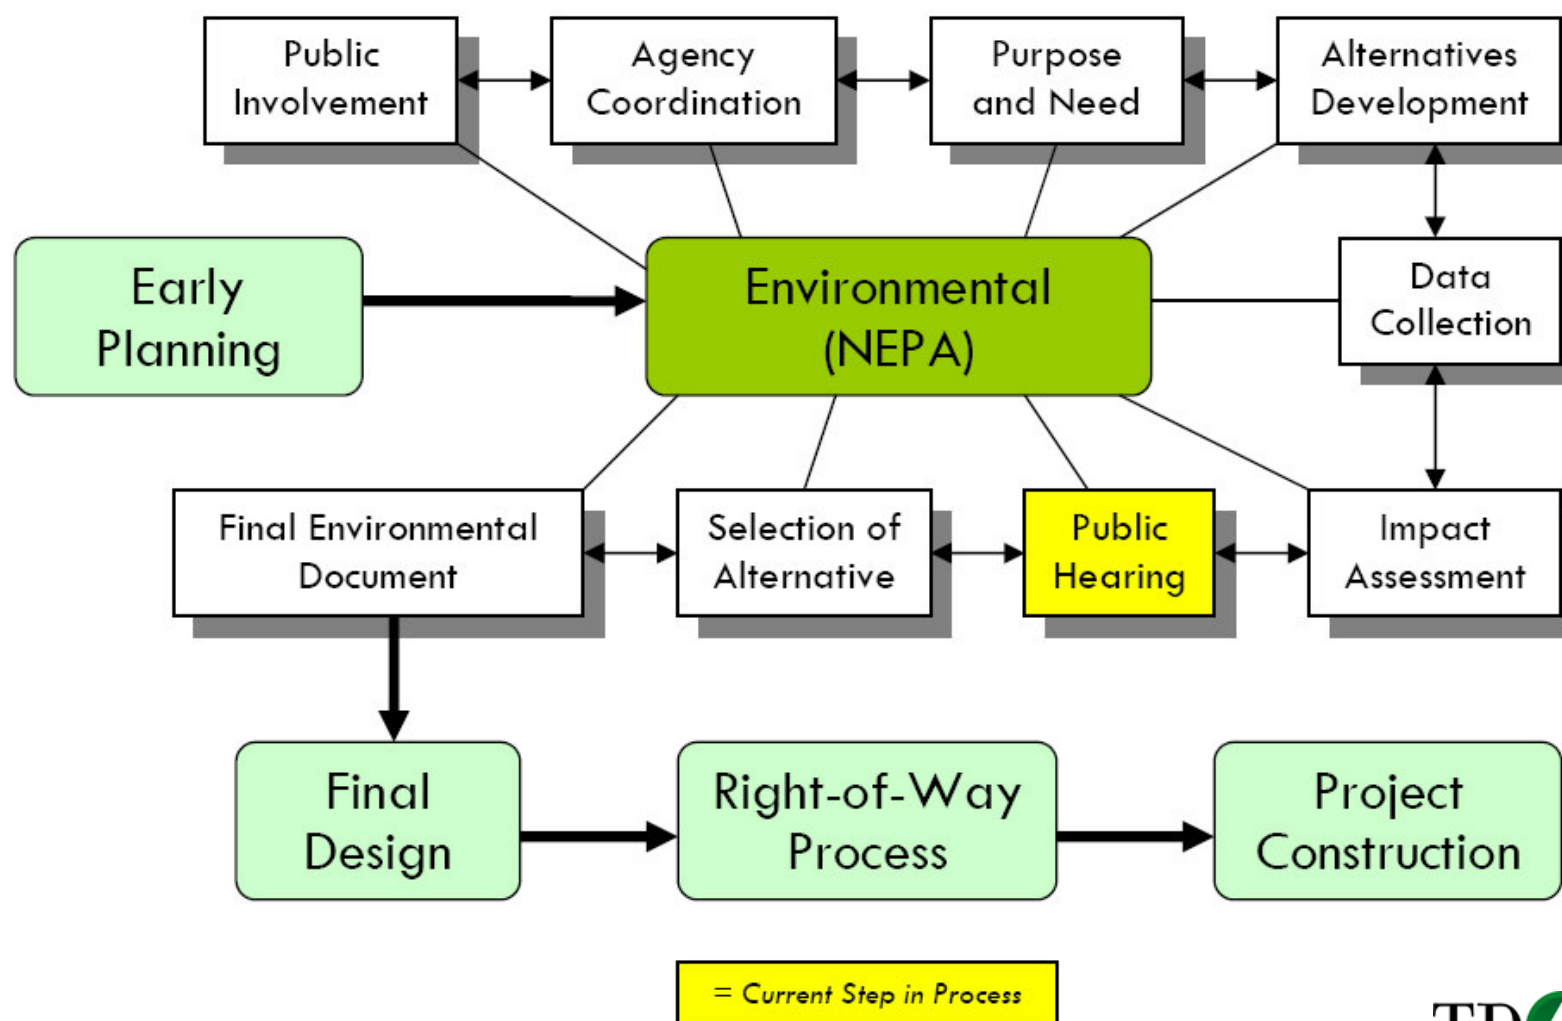 Public
Involvement
Agency
Coordination
Purpose
and Need
Alternatives
Development
Early
Planning
Environmental
(NEPA)
Data
Collection
Final Environmental
Document
Selection of
Alternative
Public
Hearing
Impact
Assessment
Final
Design
Right-of-Way
Process
Project
Construction
= Current Step in Process